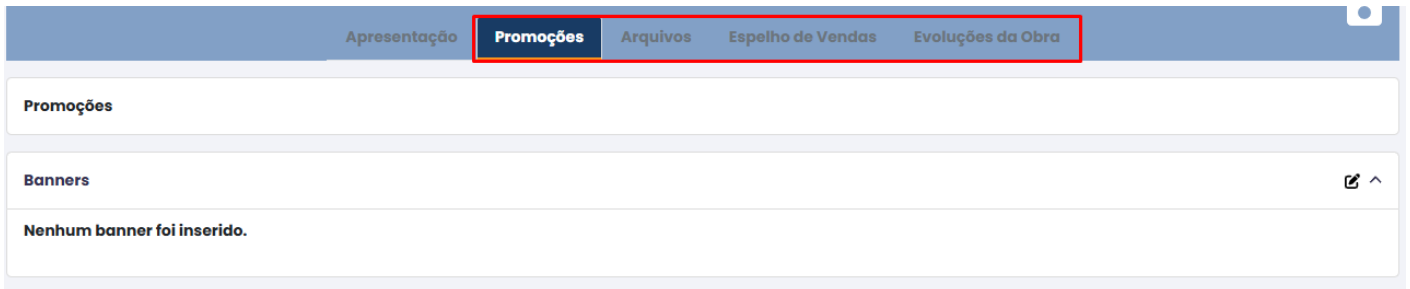 Apresentação Promoções Arquivos Espelho de Vendas Evoluções da Obra
Promoções
Banners
Nenhum banner foi inserido.